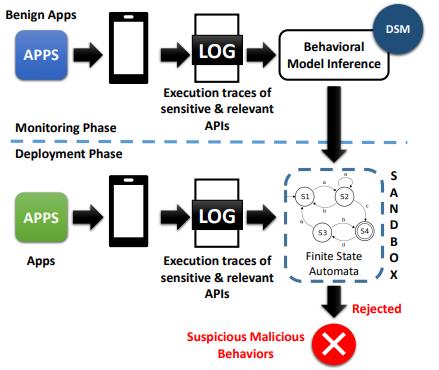 Benign Apps
APPS
LOG
Behavioral
Model Inference
DSM
Execution traces of
sensitive & relevant
APIs
Monitoring Phase
Deployment Phase
APPS
Apps
LOG
Execution traces of
sensitive & relevant
APIs
a
a
S1
S2
b
c
a
b
S3
S4
d
Finite State
Automata
S
A
N
D
B
O
X
Rejected
Suspicious Malicious
Behaviors